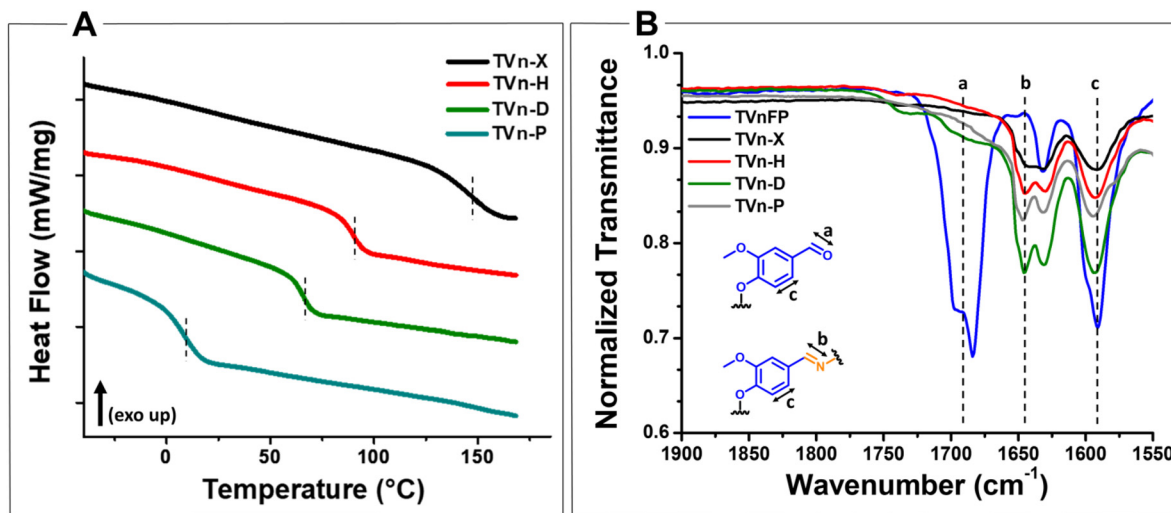 A
TVn-X
TVn-H
TVn-D
TVn-P
Heat Flow (mW/mg)
(exo up)
0 50 75 100 150
Temperature (°C)
B
1.0
0.9
0.8
0.7
0.6
Normalized Transmittance
a b c
TVnFP
TVn-X
TVn-H
TVn-D
TVn-P
a
O
O
O
c
b
O
N
O
c
1900 1850 1800 1750 1700 1650 1600 1550
Wavenumber (cm⁻¹)